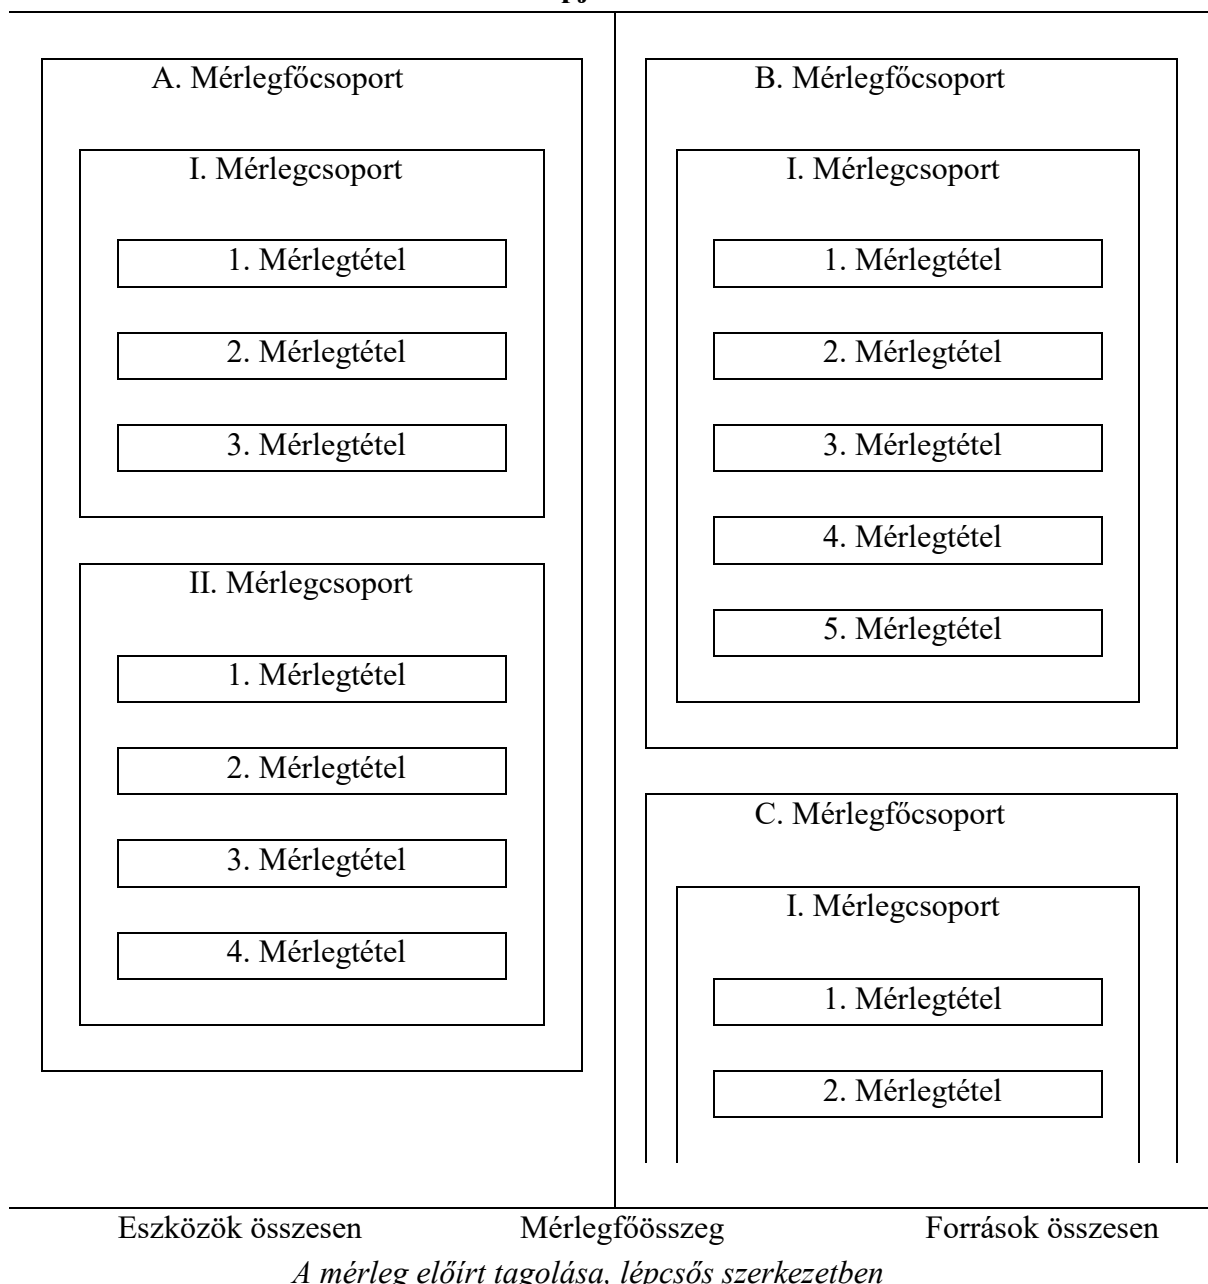 A. Mérlegfőcsoport
I. Mérlegcsoport
1. Mérlegtétel
2. Mérlegtétel
3. Mérlegtétel
II. Mérlegcsoport
1. Mérlegtétel
2. Mérlegtétel
3. Mérlegtétel
4. Mérlegtétel
B. Mérlegfőcsoport
I. Mérlegcsoport
1. Mérlegtétel
2. Mérlegtétel
3. Mérlegtétel
4. Mérlegtétel
5. Mérlegtétel
C. Mérlegfőcsoport
I. Mérlegcsoport
1. Mérlegtétel
2. Mérlegtétel
Eszközök összesen Mérlegfőösszeg Források összesen
A mérleg előírt tagolása, lépcsős szerkezetben